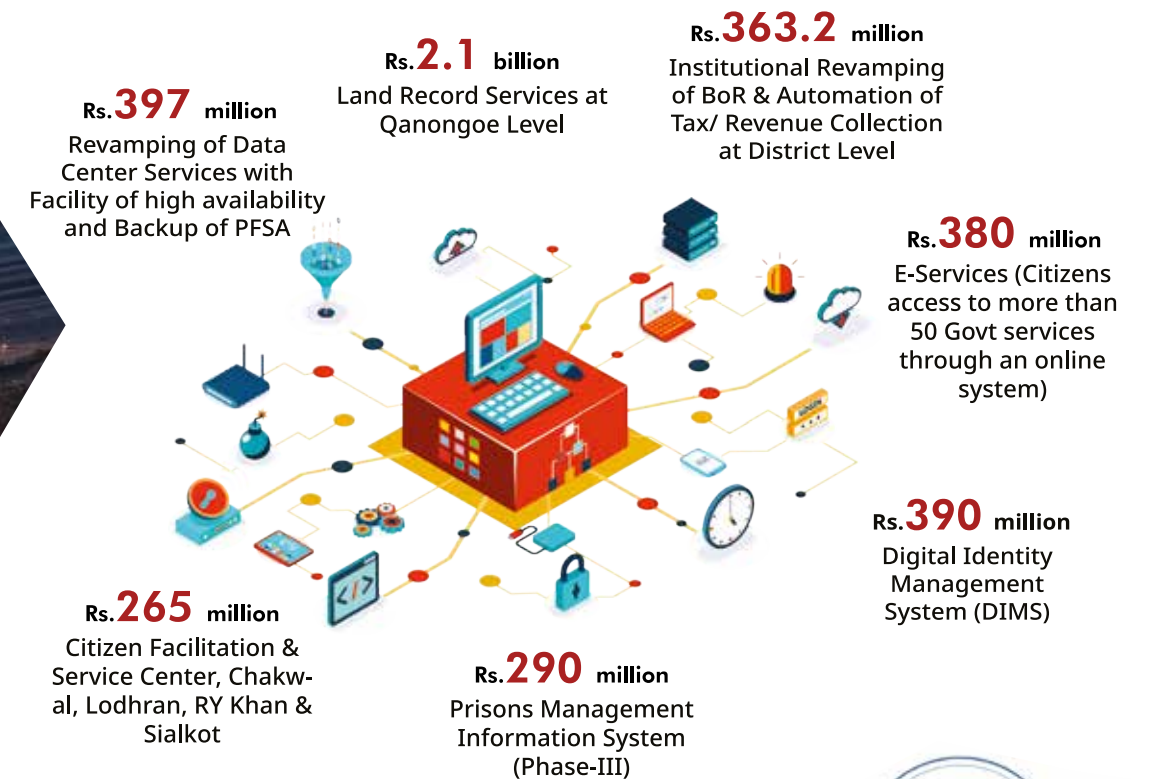 Rs.397 million
Revamping of Data
Center Services with
Facility of high availability
and Backup of PFSA
Rs.2.1 billion
Land Record Services at
Qanongoe Level
Rs.363.2 million
Institutional Revamping
of BoR & Automation of
Tax/ Revenue Collection
at District Level
Rs.380 million
E-Services (Citizens
access to more than
50 Govt services
through an online
system)
Rs.390 million
Digital Identity
Management
System (DIMS)
Rs.290 million
Prisons Management
Information System
(Phase-III)
Rs.265 million
Citizen Facilitation &
Service Center, Chakw-
al, Lodhran, RY Khan &
Sialkot